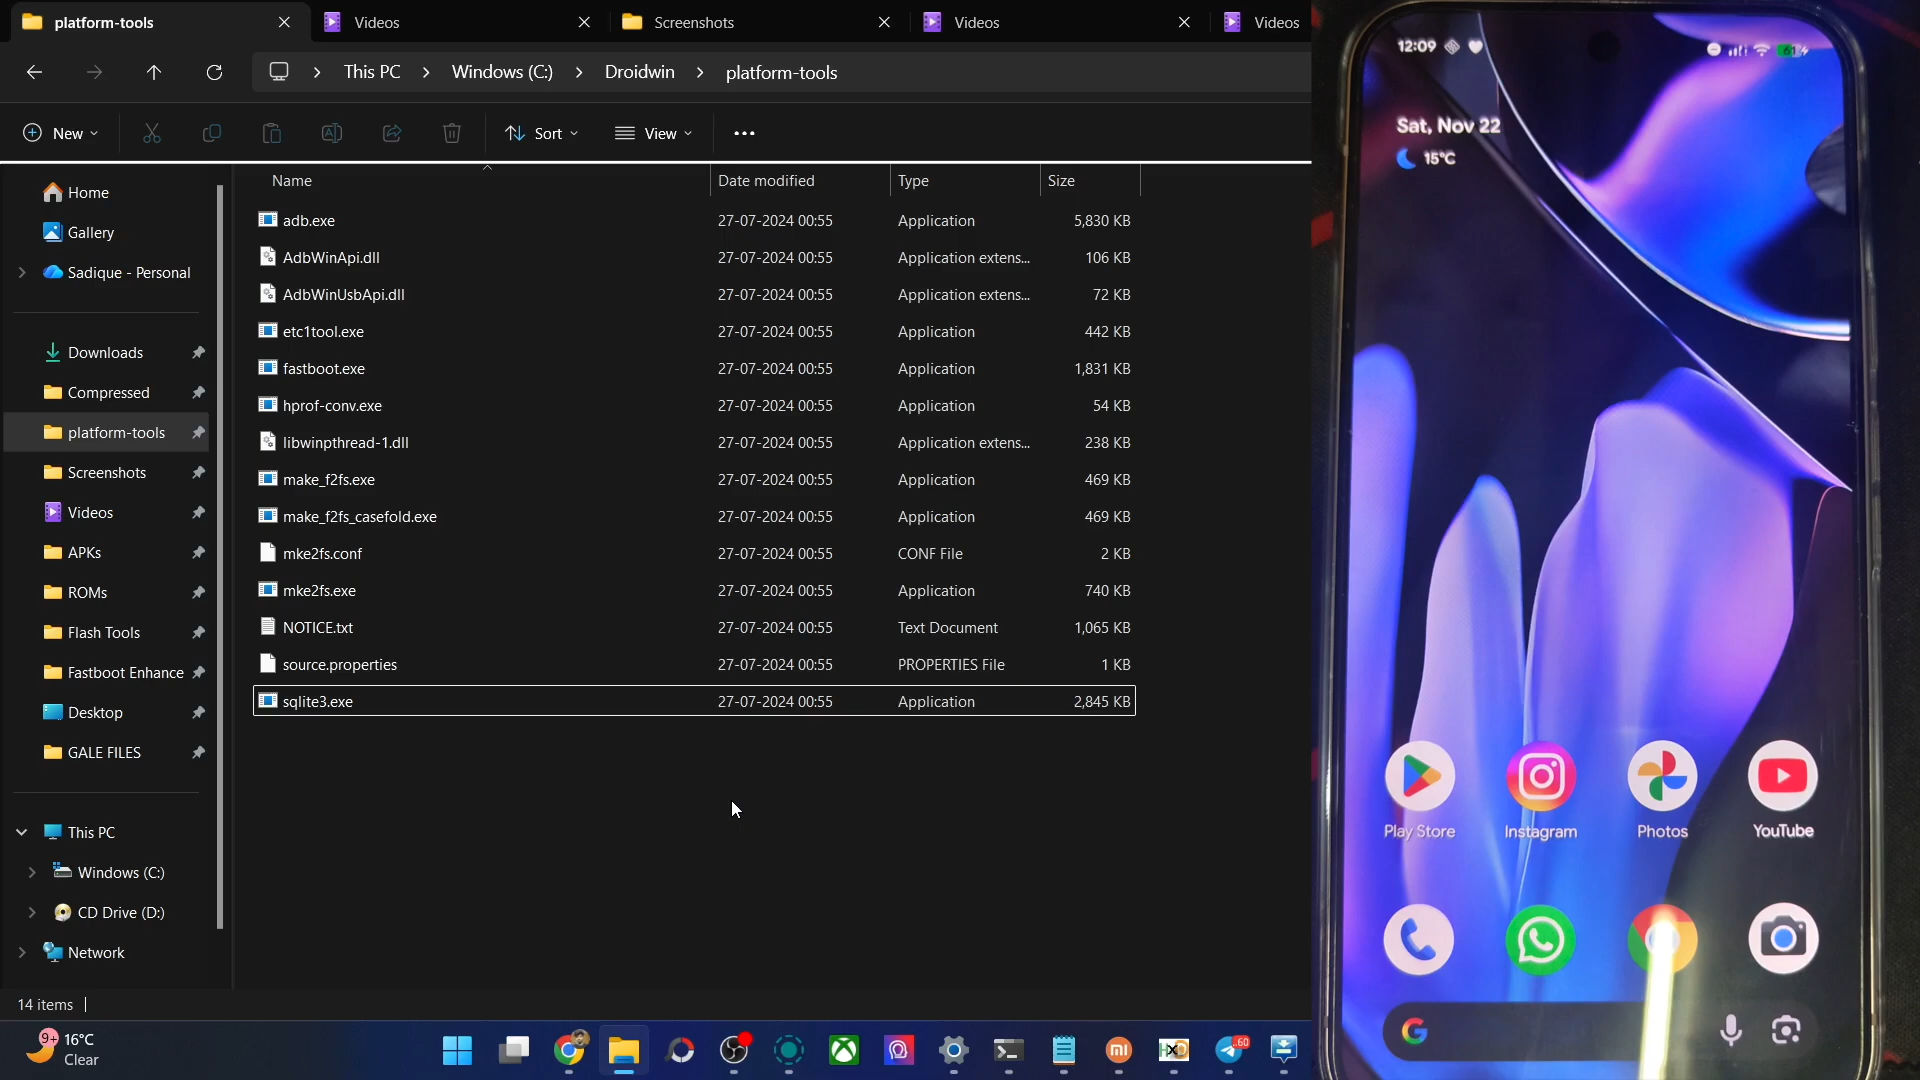 platform-tools
Videos
Screenshots
Videos
Videos
This PC > Windows (C:) > Droidwin > platform-tools
New
Sort
View
Name Date modified Type Size
adb.exe 27-07-2024 00:55 Application 5,830 KB
AdbWinApi.dll 27-07-2024 00:55 Application extens... 106 KB
AdbWinUsbApi.dll 27-07-2024 00:55 Application extens... 72 KB
etc1tool.exe 27-07-2024 00:55 Application 442 KB
fastboot.exe 27-07-2024 00:55 Application 1,831 KB
hprof-conv.exe 27-07-2024 00:55 Application 54 KB
libwinpthread-1.dll 27-07-2024 00:55 Application extens... 238 KB
make_f2fs.exe 27-07-2024 00:55 Application 469 KB
make_f2fs_casefold.exe 27-07-2024 00:55 Application 469 KB
mke2fs.conf 27-07-2024 00:55 CONF File 2 KB
mke2fs.exe 27-07-2024 00:55 Application 740 KB
NOTICE.txt 27-07-2024 00:55 Text Document 1,065 KB
source.properties 27-07-2024 00:55 PROPERTIES File 1 KB
sqlite3.exe 27-07-2024 00:55 Application 2,845 KB
Home
Gallery
Sadique - Personal
Downloads
Compressed
platform-tools
Screenshots
Videos
APKs
ROMs
Flash Tools
Fastboot Enhance
Desktop
GALE FILES
This PC
Windows (C:)
CD Drive (D:)
Network
14 items
9+
16°C
Clear
mi
HxD
60
12:09
61
Sat, Nov 22
15°C
Play Store
Instagram
Photos
YouTube
G